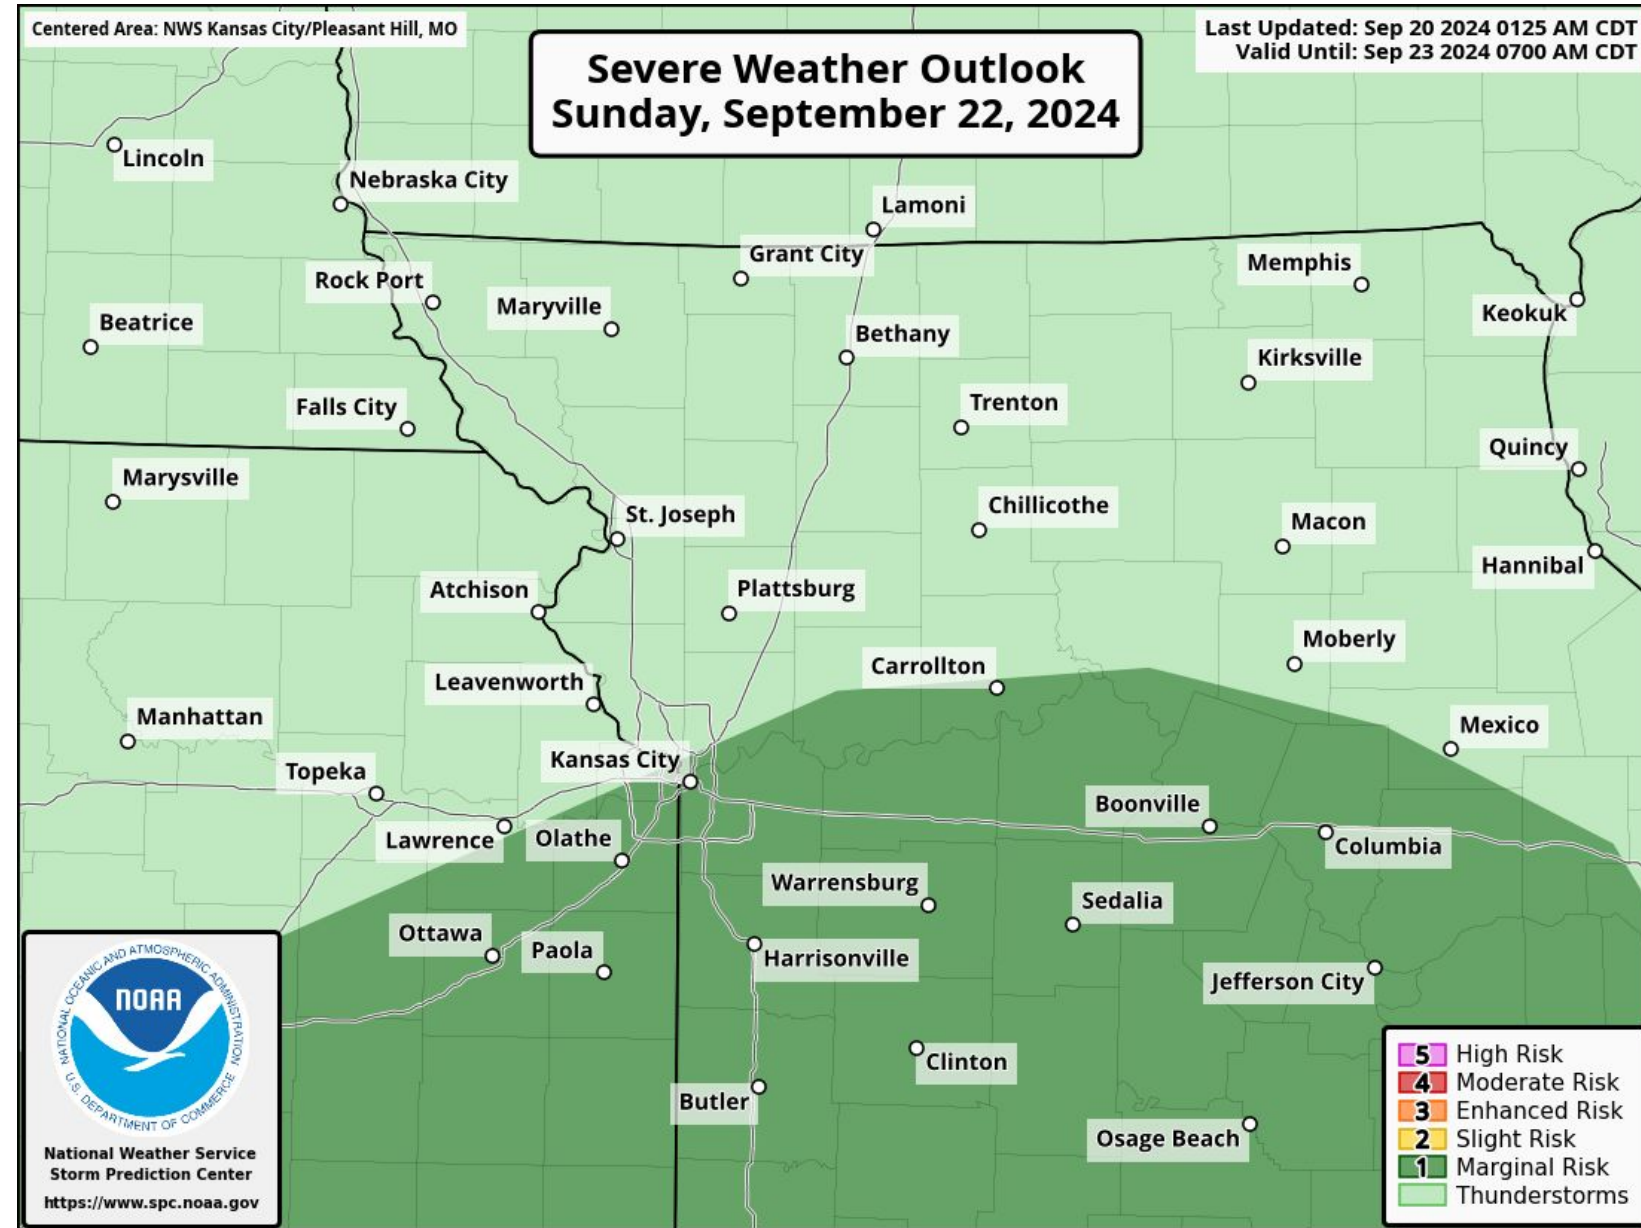 Centered Area: NWS Kansas City/Pleasant Hill, MO
Last Updated: Sep 20 2024 0125 AM CDT
Valid Until: Sep 23 2024 0700 AM CDT
Severe Weather Outlook
Sunday, September 22, 2024
Lincoln
Nebraska City
Lamoni
Grant City
Memphis
Rock Port
Maryville
Keokuk
Beatrice
Bethany
Kirksville
Falls City
Trenton
Quincy
Marysville
St. Joseph
Chillicothe
Macon
Hannibal
Atchison
Plattsburg
Moberly
Carrollton
Leavenworth
Manhattan
Mexico
Kansas City
Topeka
Boonville
Lawrence
Olathe
Columbia
Warrensburg
Sedalia
Ottawa
Paola
Harrisonville
Jefferson City
Clinton
Butler
Osage Beach
NATIONAL OCEANIC AND ATMOSPHERIC ADMINISTRATION
NOAA
U.S. DEPARTMENT OF COMMERCE
National Weather Service
Storm Prediction Center
https://www.spc.noaa.gov
5 High Risk
4 Moderate Risk
3 Enhanced Risk
2 Slight Risk
1 Marginal Risk
Thunderstorms